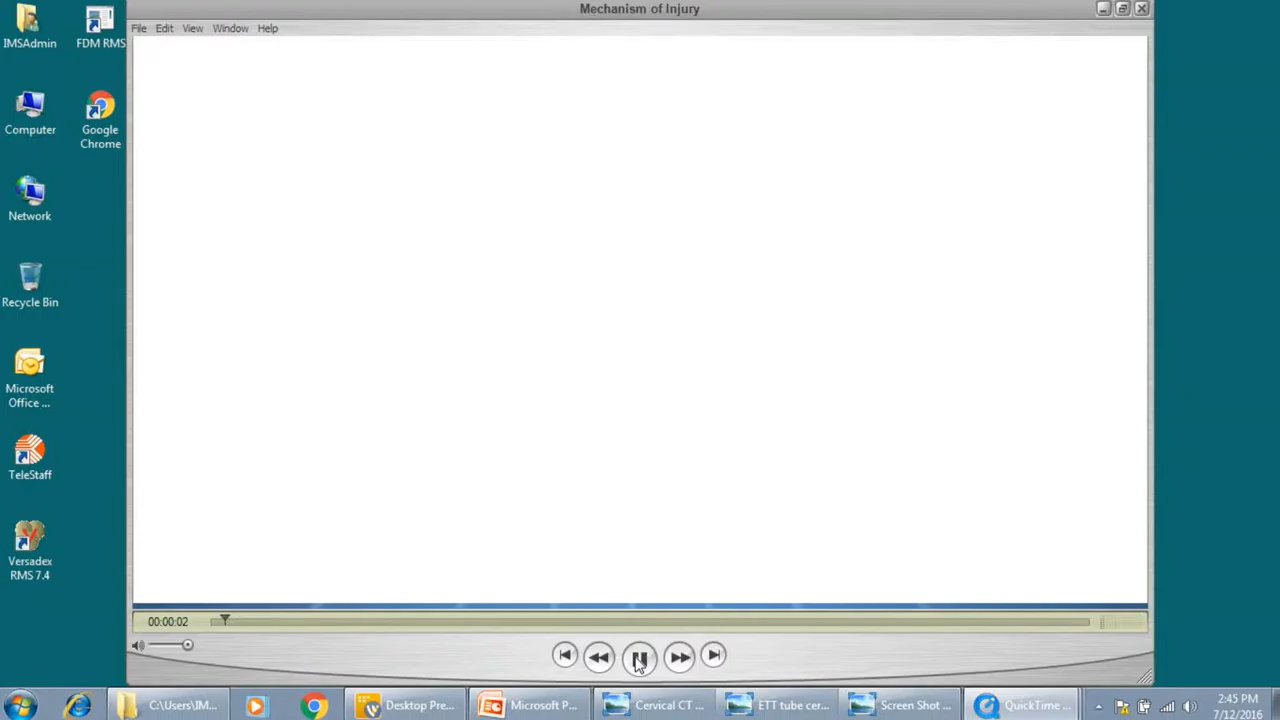 Mechanism of Injury
File Edit View Window Help
IMSAdmin
FDM RMS
Computer
Google
Chrome
Network
Recycle Bin
Microsoft
Office ...
TeleStaff
Versadex
RMS 7.4
00:00:02
C:\Users\IM...
Desktop Pre...
Microsoft P...
Cervical CT ...
ETT tube cer...
Screen Shot ...
QuickTime ...
2:45 PM
7/12/2016